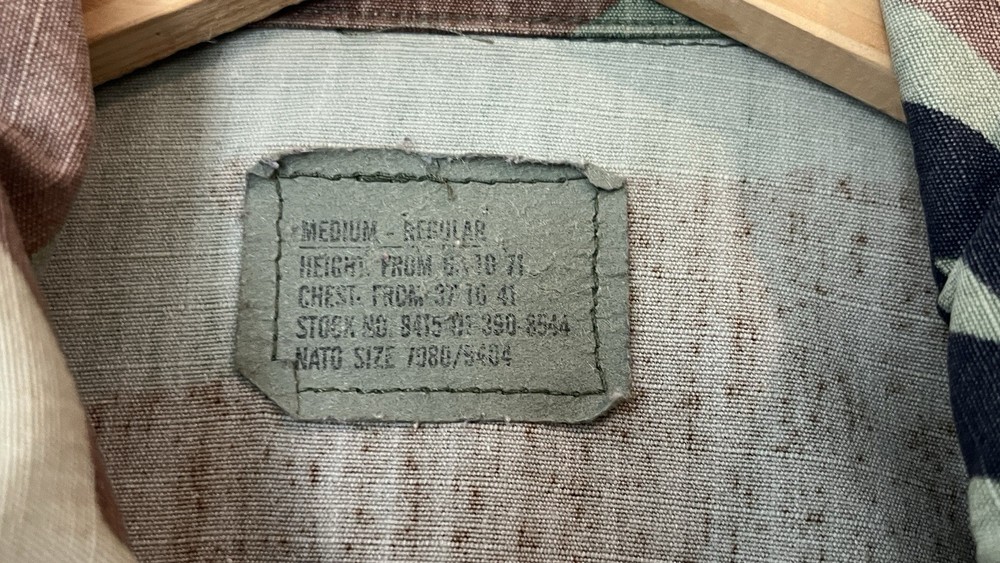 MEDIUM - REGULAR
HEIGHT: FROM TO 71
CHEST: FROM 37 TO 41
STOCK NO. 8415-01-390-8544
NATO SIZE 7080/9404